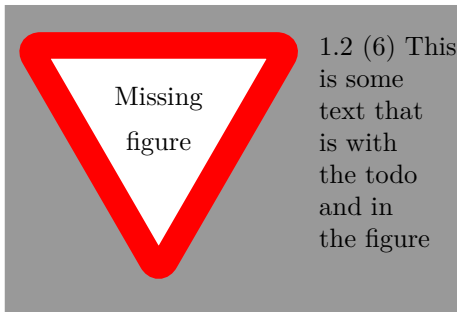 Missing
figure
1.2 (6) This
is some
text that
is with
the todo
and in
the figure